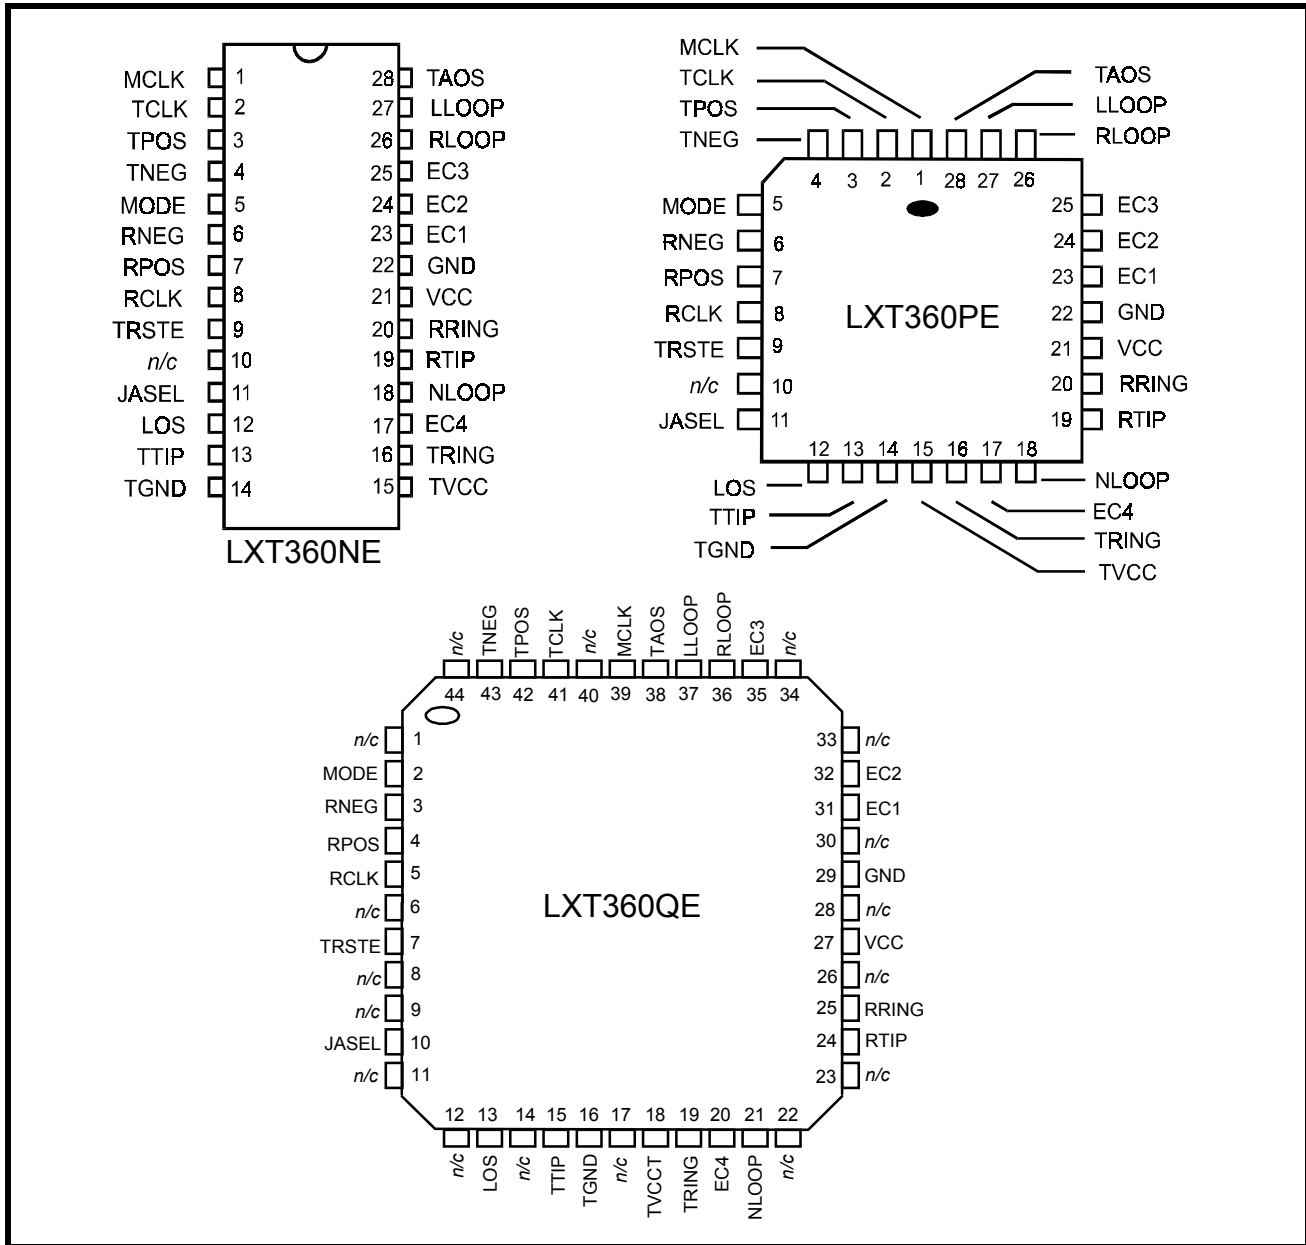 MCLK 1 28 TAOS
TCLK 2 27 LLOOP
TPOS 3 26 RLOOP
TNEG 4 25 EC3
MODE 5 24 EC2
RNEG 6 23 EC1
RPOS 7 22 GND
RCLK 8 21 VCC
TRSTE 9 20 RRING
n/c 10 19 RTIP
JASEL 11 18 NLOOP
LOS 12 17 EC4
TTIP 13 16 TRING
TGND 14 15 TVCC
LXT360NE
MCLK
TCLK
TPOS
TNEG
TAOS
LLOOP
RLOOP
4 3 2 1 28 27 26
MODE 5 25 EC3
RNEG 6 24 EC2
RPOS 7 23 EC1
RCLK 8 22 GND
LXT360PE
TRSTE 9 21 VCC
n/c 10 20 RRING
JASEL 11 19 RTIP
12 13 14 15 16 17 18
LOS
TTIP
TGND
NLOOP
EC4
TRING
TVCC
n/c TNEG TPOS TCLK n/c MCLK TAOS LLOOP RLOOP EC3 n/c
44 43 42 41 40 39 38 37 36 35 34
n/c 1 33 n/c
MODE 2 32 EC2
RNEG 3 31 EC1
RPOS 4 30 n/c
RCLK 5 29 GND
n/c 6 28 n/c
LXT360QE
TRSTE 7 27 VCC
n/c 8 26 n/c
n/c 9 25 RRING
JASEL 10 24 RTIP
n/c 11 23 n/c
12 13 14 15 16 17 18 19 20 21 22
n/c LOS n/c TTIP TGND n/c TVCCT TRING EC4 NLOOP n/c